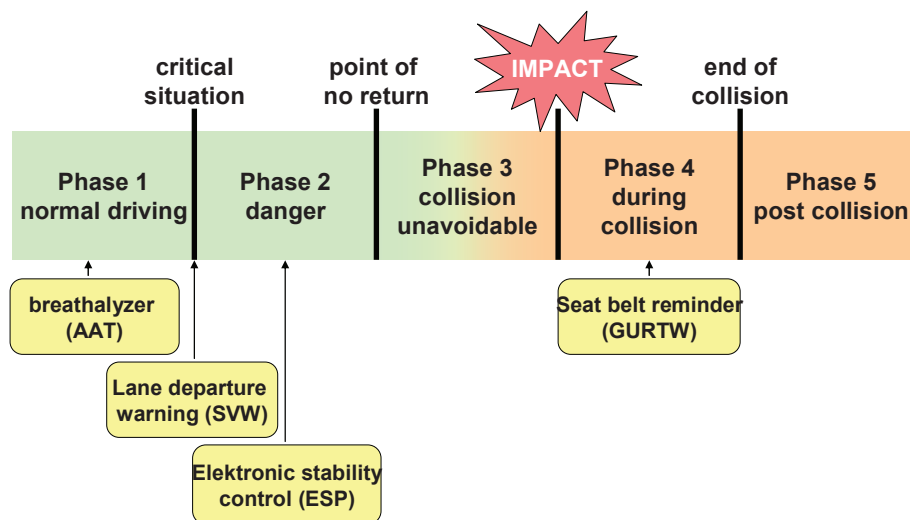 critical
situation
point of
no return
IMPACT
end of
collision
Phase 1
normal driving
Phase 2
danger
Phase 3
collision
unavoidable
Phase 4
during
collision
Phase 5
post collision
breathalyzer
(AAT)
Seat belt reminder
(GURTW)
Lane departure
warning (SVW)
Elektronic stability
control (ESP)